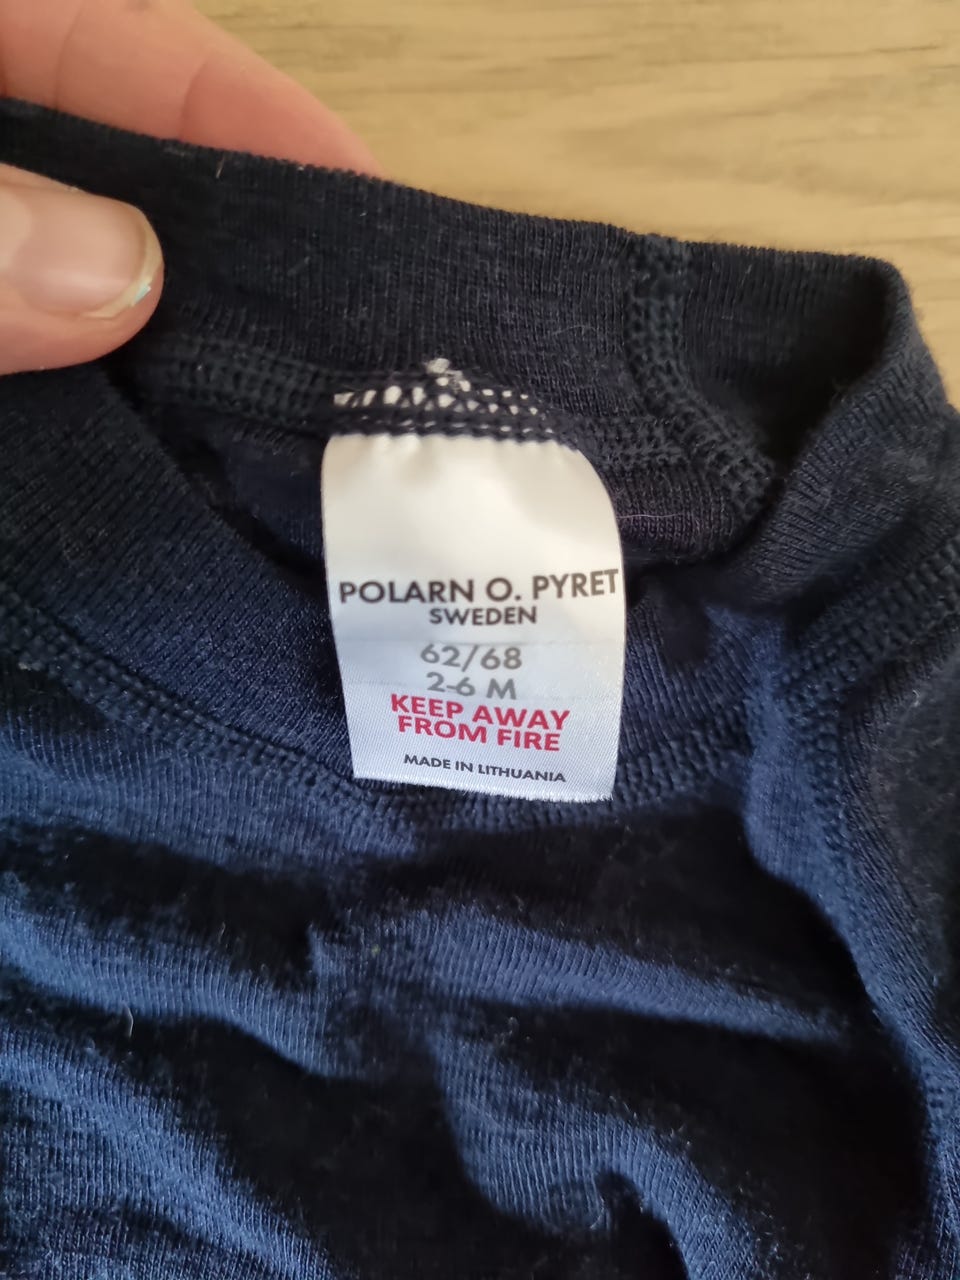 POLARN O. PYRET
SWEDEN
62/68
2-6 M
KEEP AWAY
FROM FIRE
MADE IN LITHUANIA